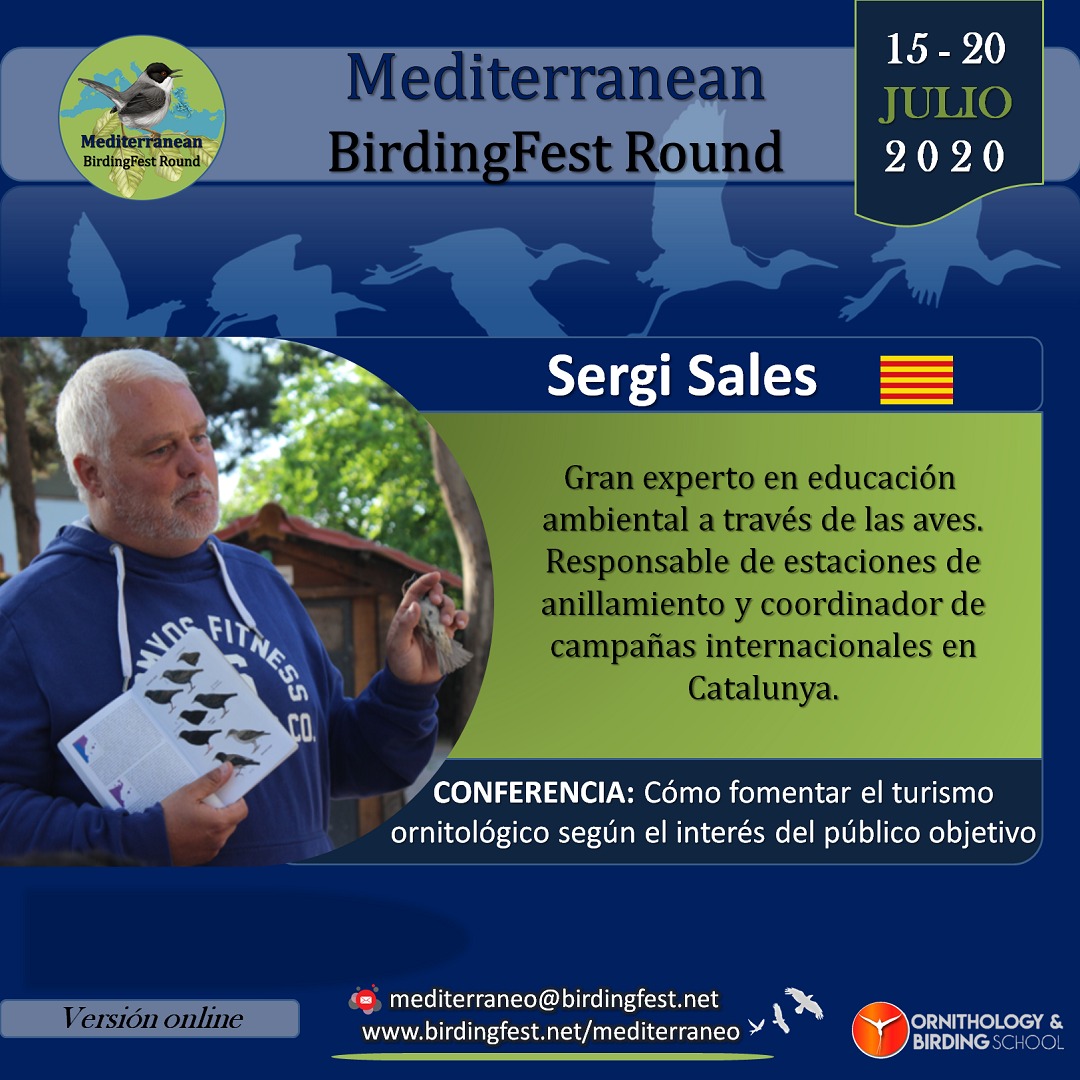 Mediterranean
BirdingFest Round
15 - 20
JULIO
2020
Mediterranean
BirdingFest Round
Sergi Sales
Gran experto en educación
ambiental a través de las aves.
Responsable de estaciones de
anillamiento y coordinador de
campañas internacionales en
Catalunya.
FITNESS
CO.
CONFERENCIA: Cómo fomentar el turismo
ornitológico según el interés del público objetivo
Versión online
mediterraneo@birdingfest.net
www.birdingfest.net/mediterraneo
ORNITHOLOGY &
BIRDING SCHOOL